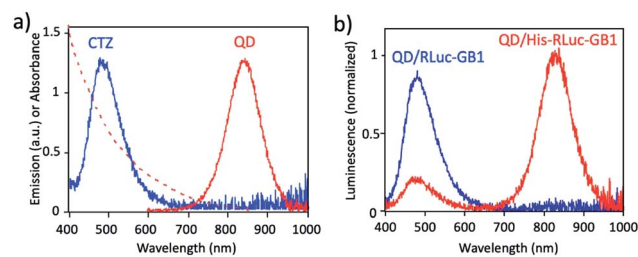 a)
CTZ
QD
Emission (a.u.) or Absorbance
1.5
1
0.5
0
400 500 600 700 800 900 1000
Wavelength (nm)
b)
QD/RLuc-GB1
QD/His-RLuc-GB1
Luminescence (normalized)
1
0.5
0
400 500 600 700 800 900 1000
Wavelength (nm)